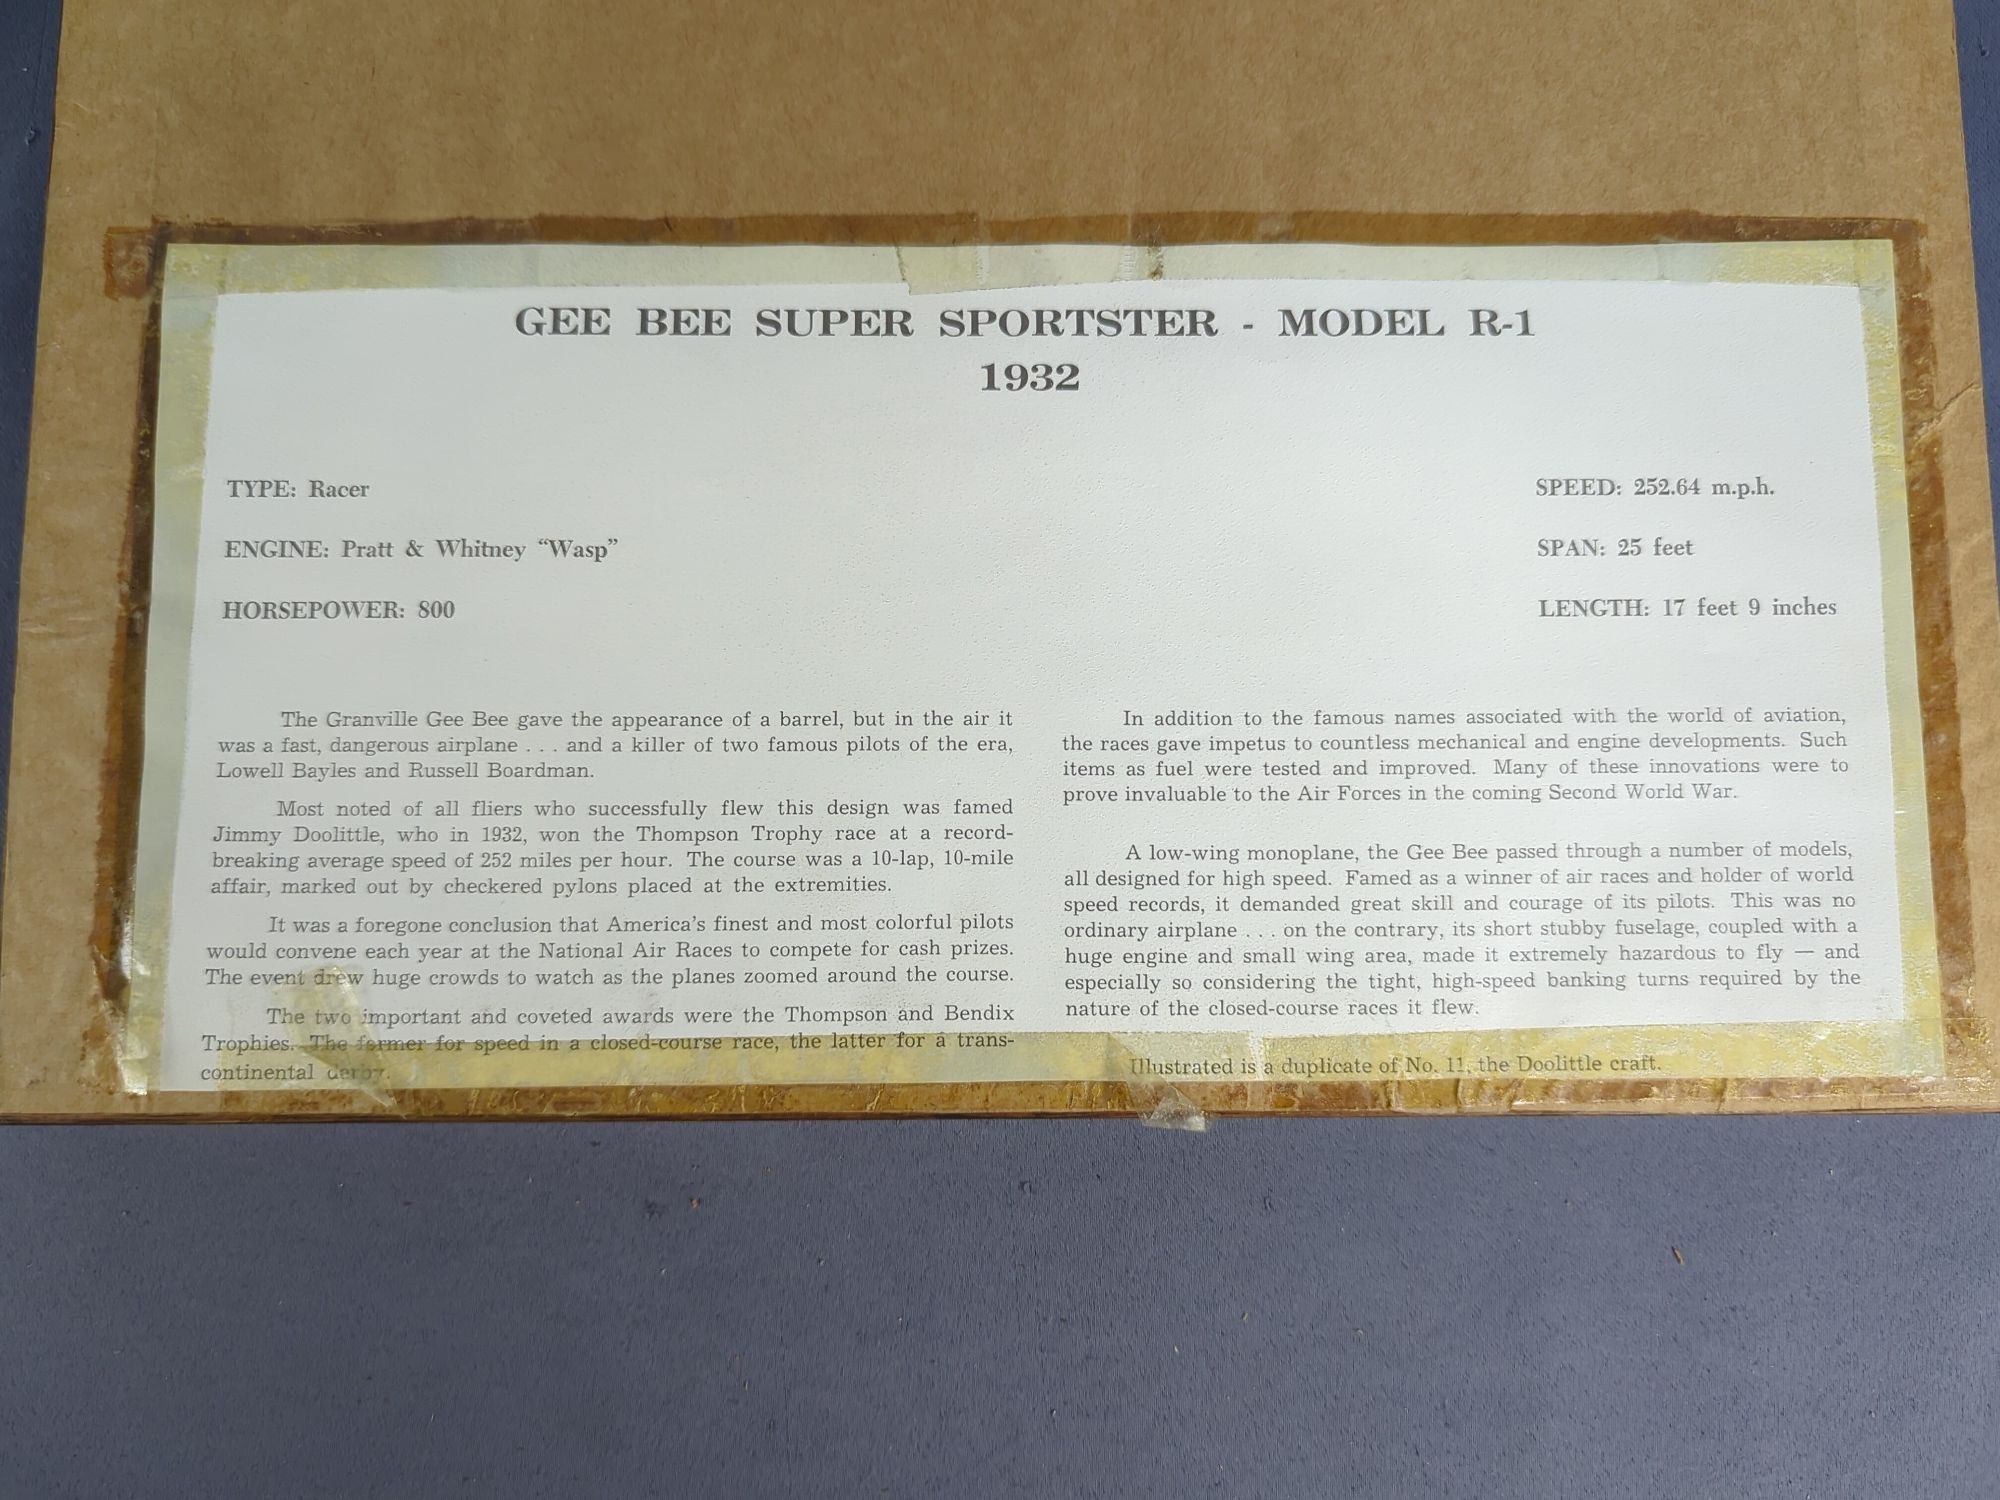 GEE BEE SUPER SPORTSTER - MODEL R-1
1932
TYPE: Racer
ENGINE: Pratt & Whitney “Wasp”
HORSEPOWER: 800
SPEED: 252.64 m.p.h.
SPAN: 25 feet
LENGTH: 17 feet 9 inches
The Granville Gee Bee gave the appearance of a barrel, but in the air it
was a fast, dangerous airplane . . . and a killer of two famous pilots of the era,
Lowell Bayles and Russell Boardman.
Most noted of all fliers who successfully flew this design was famed
Jimmy Doolittle, who in 1932, won the Thompson Trophy race at a record-
breaking average speed of 252 miles per hour. The course was a 10-lap, 10-mile
affair, marked out by checkered pylons placed at the extremities.
It was a foregone conclusion that America’s finest and most colorful pilots
would convene each year at the National Air Races to compete for cash prizes.
The event drew huge crowds to watch as the planes zoomed around the course.
The two important and coveted awards were the Thompson and Bendix
Trophies. The former for speed in a closed-course race, the latter for a trans-
continental derby.
In addition to the famous names associated with the world of aviation,
the races gave impetus to countless mechanical and engine developments. Such
items as fuel were tested and improved. Many of these innovations were to
prove invaluable to the Air Forces in the coming Second World War.
A low-wing monoplane, the Gee Bee passed through a number of models,
all designed for high speed. Famed as a winner of air races and holder of world
speed records, it demanded great skill and courage of its pilots. This was no
ordinary airplane . . . on the contrary, its short stubby fuselage, coupled with a
huge engine and small wing area, made it extremely hazardous to fly — and
especially so considering the tight, high-speed banking turns required by the
nature of the closed-course races it flew.
Illustrated is a duplicate of No. 11, the Doolittle craft.